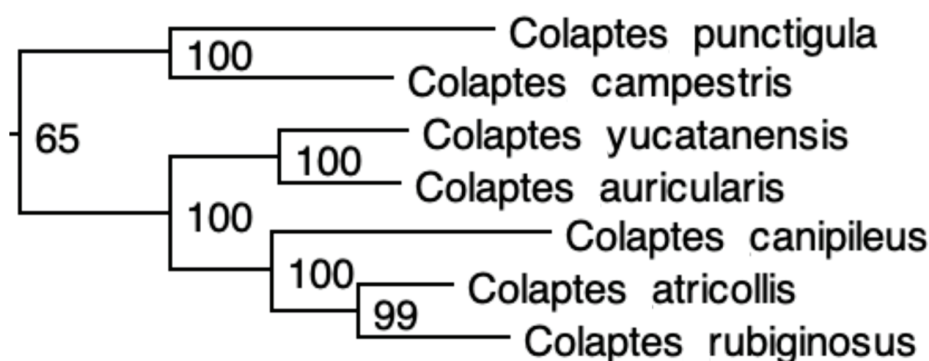 Colaptes punctigula
100
Colaptes campestris
65
Colaptes yucatanensis
100
Colaptes auricularis
100
Colaptes canipileus
100
Colaptes atricollis
99
Colaptes rubiginosus